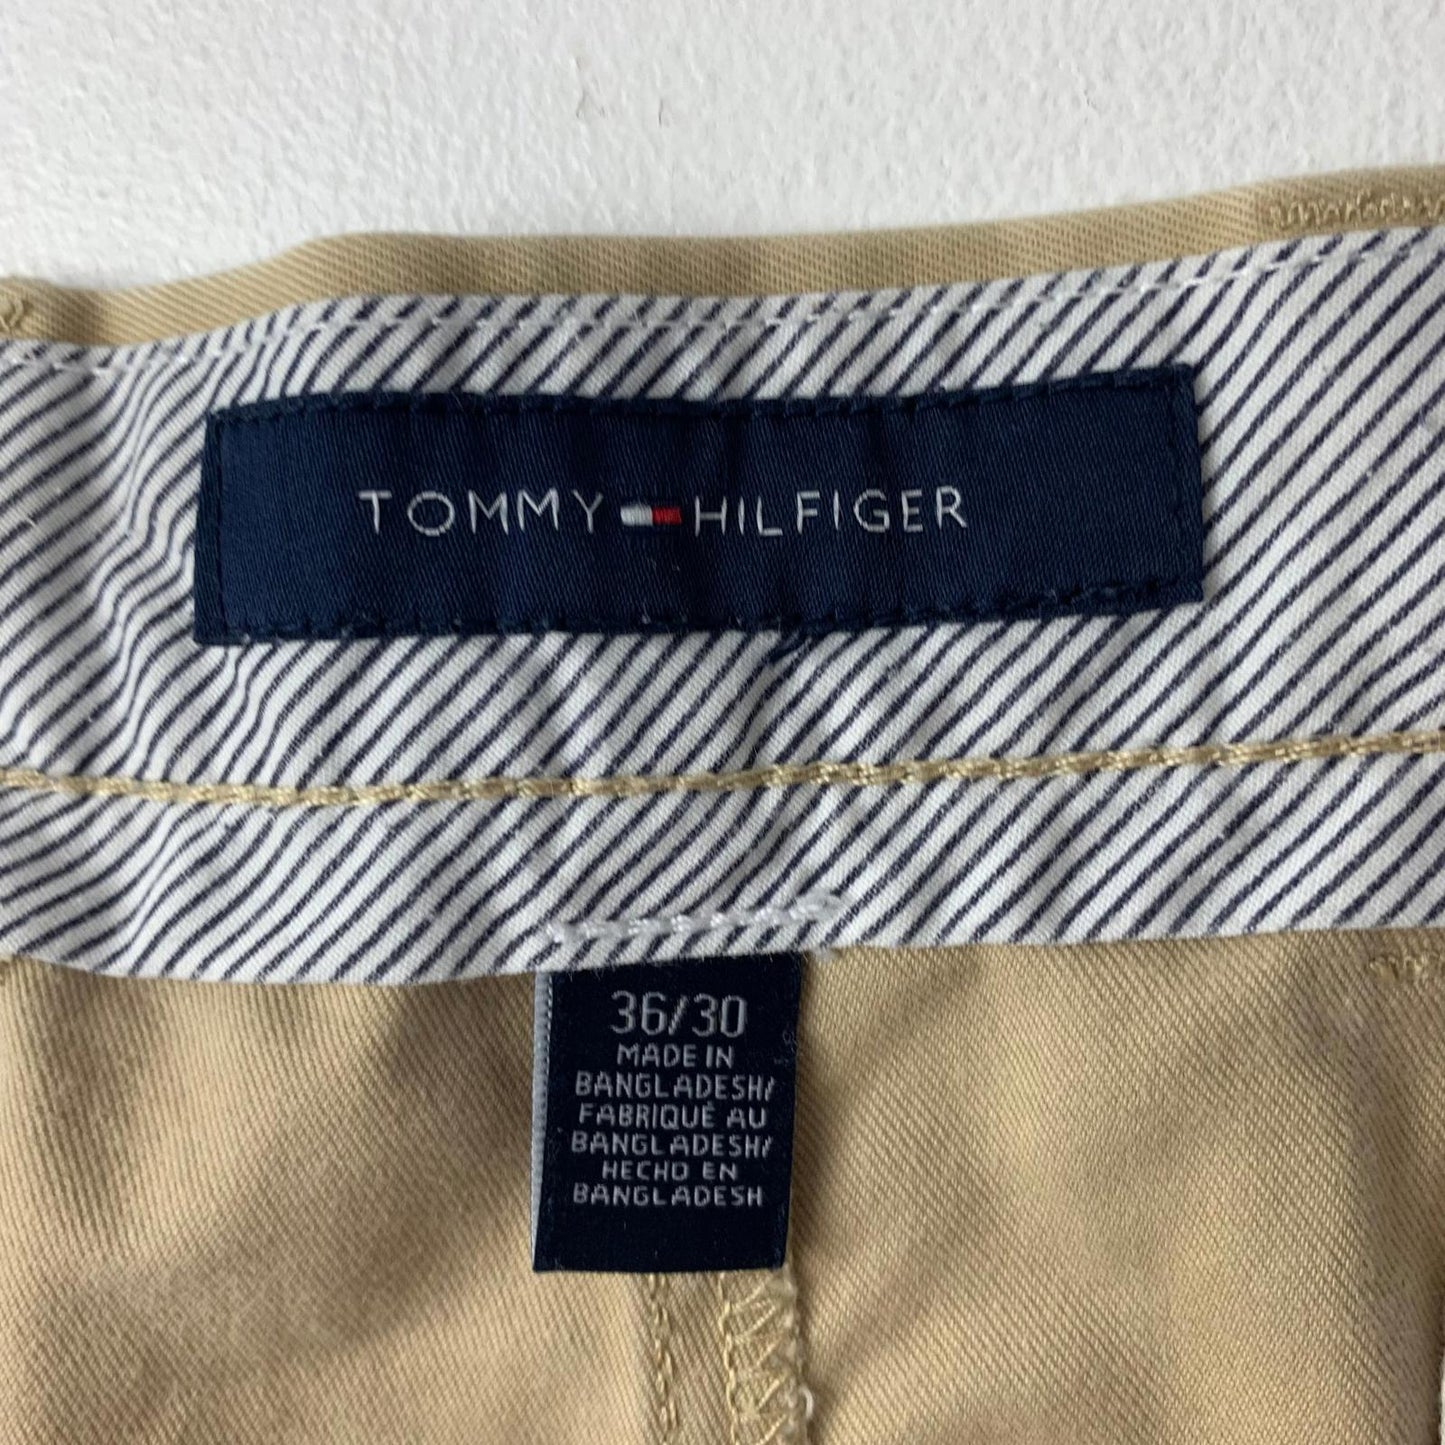 TOMMY HILFIGER
36/30
MADE IN
BANGLADESH/
FABRIQUÉ AU
BANGLADESH/
HECHO EN
BANGLADESH